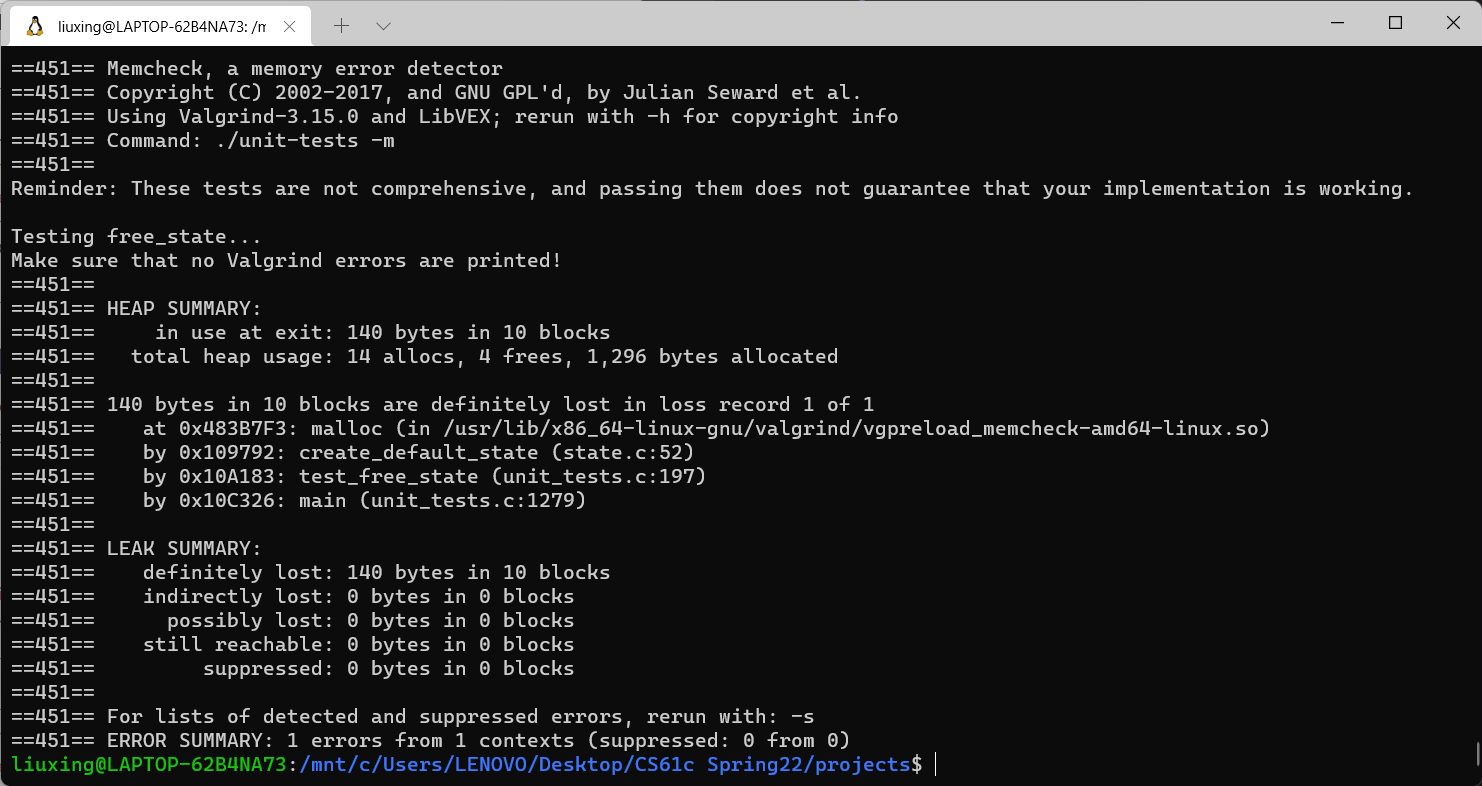 liuxing@LAPTOP-62B4NA73: /m
==451== Memcheck, a memory error detector
==451== Copyright (C) 2002-2017, and GNU GPL'd, by Julian Seward et al.
==451== Using Valgrind-3.15.0 and LibVEX; rerun with -h for copyright info
==451== Command: ./unit-tests -m
==451==
Reminder: These tests are not comprehensive, and passing them does not guarantee that your implementation is working.
Testing free_state...
Make sure that no Valgrind errors are printed!
==451==
==451== HEAP SUMMARY:
==451==     in use at exit: 140 bytes in 10 blocks
==451==   total heap usage: 14 allocs, 4 frees, 1,296 bytes allocated
==451==
==451== 140 bytes in 10 blocks are definitely lost in loss record 1 of 1
==451==    at 0x483B7F3: malloc (in /usr/lib/x86_64-linux-gnu/valgrind/vgpreload_memcheck-amd64-linux.so)
==451==    by 0x109792: create_default_state (state.c:52)
==451==    by 0x10A183: test_free_state (unit_tests.c:197)
==451==    by 0x10C326: main (unit_tests.c:1279)
==451==
==451== LEAK SUMMARY:
==451==    definitely lost: 140 bytes in 10 blocks
==451==    indirectly lost: 0 bytes in 0 blocks
==451==      possibly lost: 0 bytes in 0 blocks
==451==    still reachable: 0 bytes in 0 blocks
==451==         suppressed: 0 bytes in 0 blocks
==451==
==451== For lists of detected and suppressed errors, rerun with: -s
==451== ERROR SUMMARY: 1 errors from 1 contexts (suppressed: 0 from 0)
liuxing@LAPTOP-62B4NA73:/mnt/c/Users/LENOVO/Desktop/CS61c Spring22/projects$